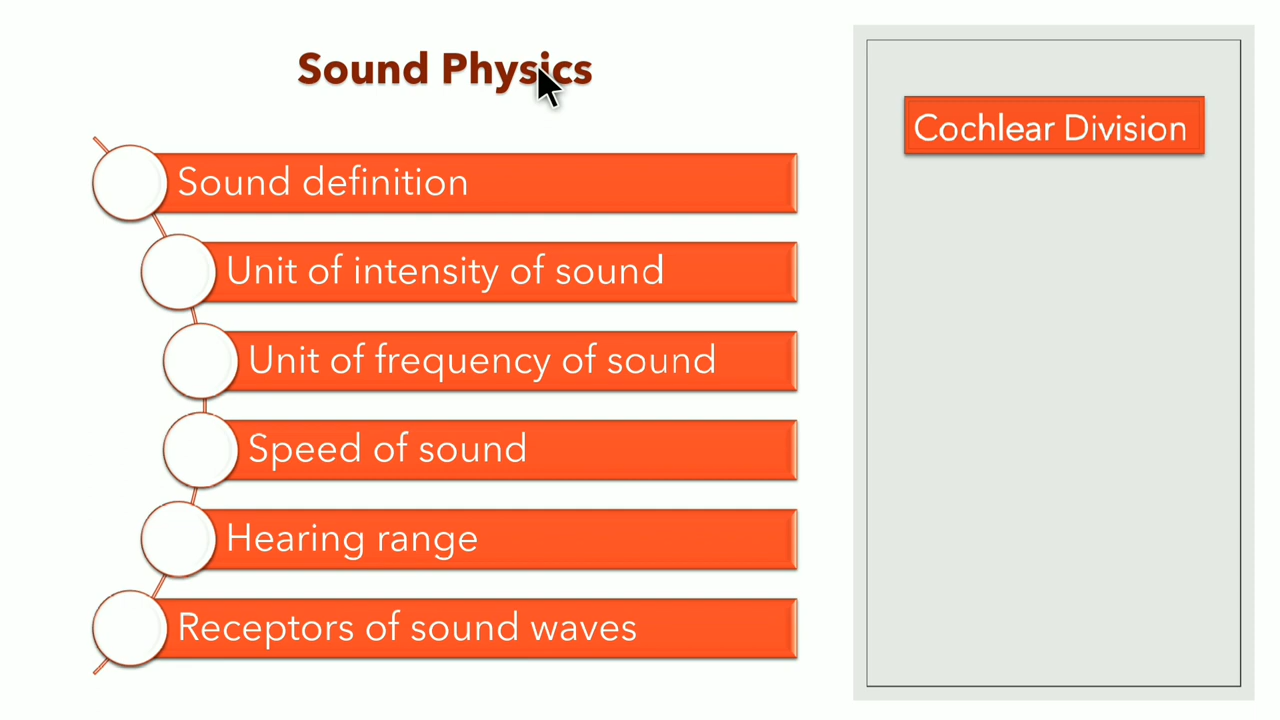 Sound Physics
Sound definition
Unit of intensity of sound
Unit of frequency of sound
Speed of sound
Hearing range
Receptors of sound waves
Cochlear Division